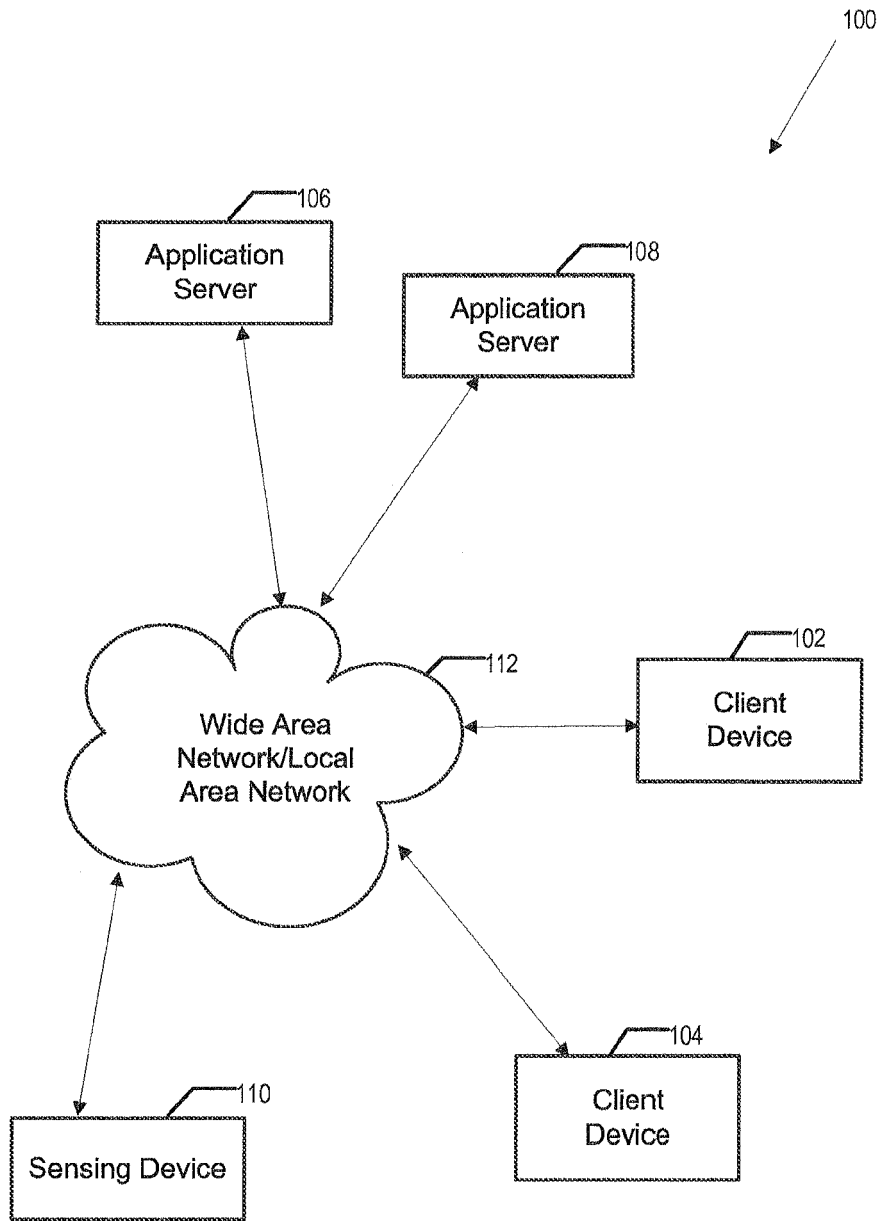 100
106
Application
Server
108
Application
Server
102
Client
Device
112
Wide Area
Network/Local
Area Network
104
Client
Device
110
Sensing Device